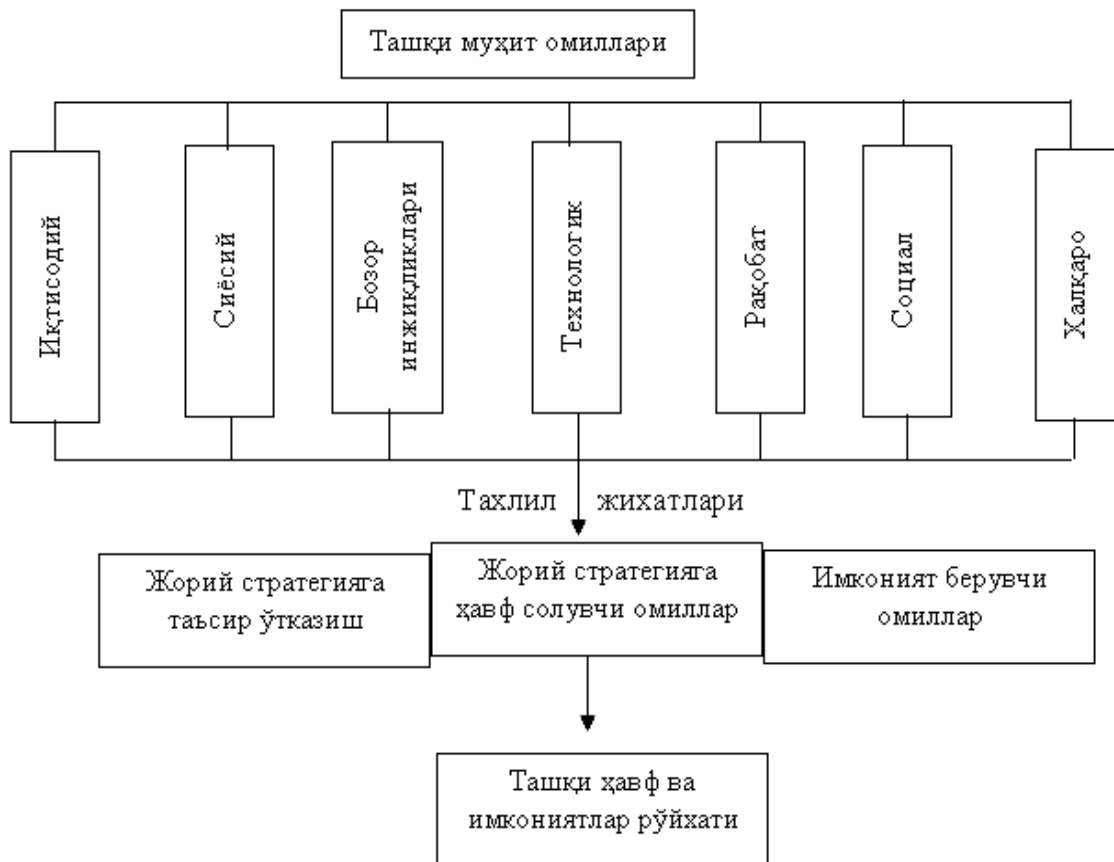 Ташқи муҳит омиллари
Иқтисодий
Сиёсий
Бозор
инжиқликлари
Технологик
Рақобат
Социал
Халқаро
Тахлил жихатлари
Жорий стратегияга
таъсир ўтказиш
Жорий стратегияга
ҳавф солувчи омиллар
Имконият берувчи
омиллар
Ташқи ҳавф ва
имкониятлар рўйхати